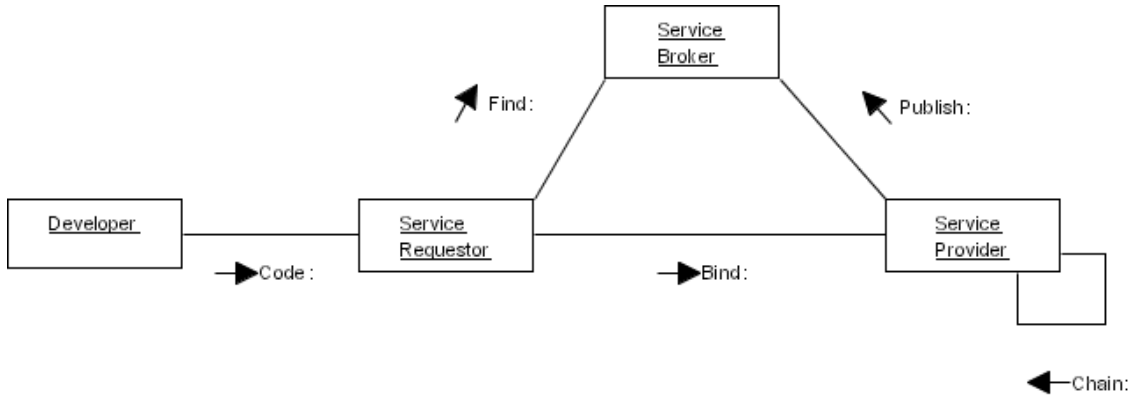 Service
Broker
Find:
Publish:
Developer
Service
Requestor
Service
Provider
Code:
Bind:
Chain: